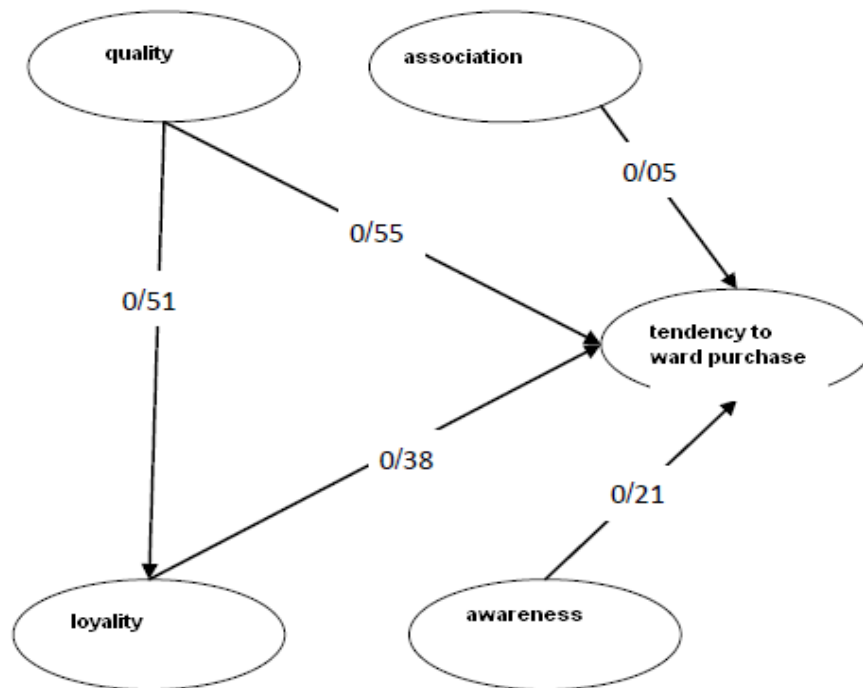 quality
association
0/05
0/55
0/51
tendency to
ward purchase
0/38
0/21
loyality
awareness